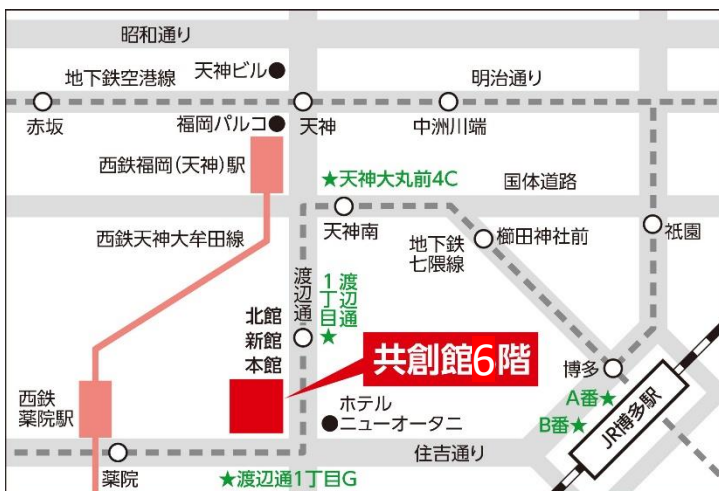 昭和通り
地下鉄空港線
天神ビル●
明治通り
赤坂
福岡パルコ●
天神
中洲川端
西鉄福岡(天神)駅
★天神大丸前4C
国体道路
西鉄天神大牟田線
天神南
地下鉄
七隈線
櫛田神社前
祇園
渡辺通
渡辺通
1丁目
★
北館
新館
本館
共創館6階
博多
A番★
B番★
JR博多駅
西鉄
薬院駅
ホテル
●ニューオータニ
住吉通り
薬院
★渡辺通1丁目G